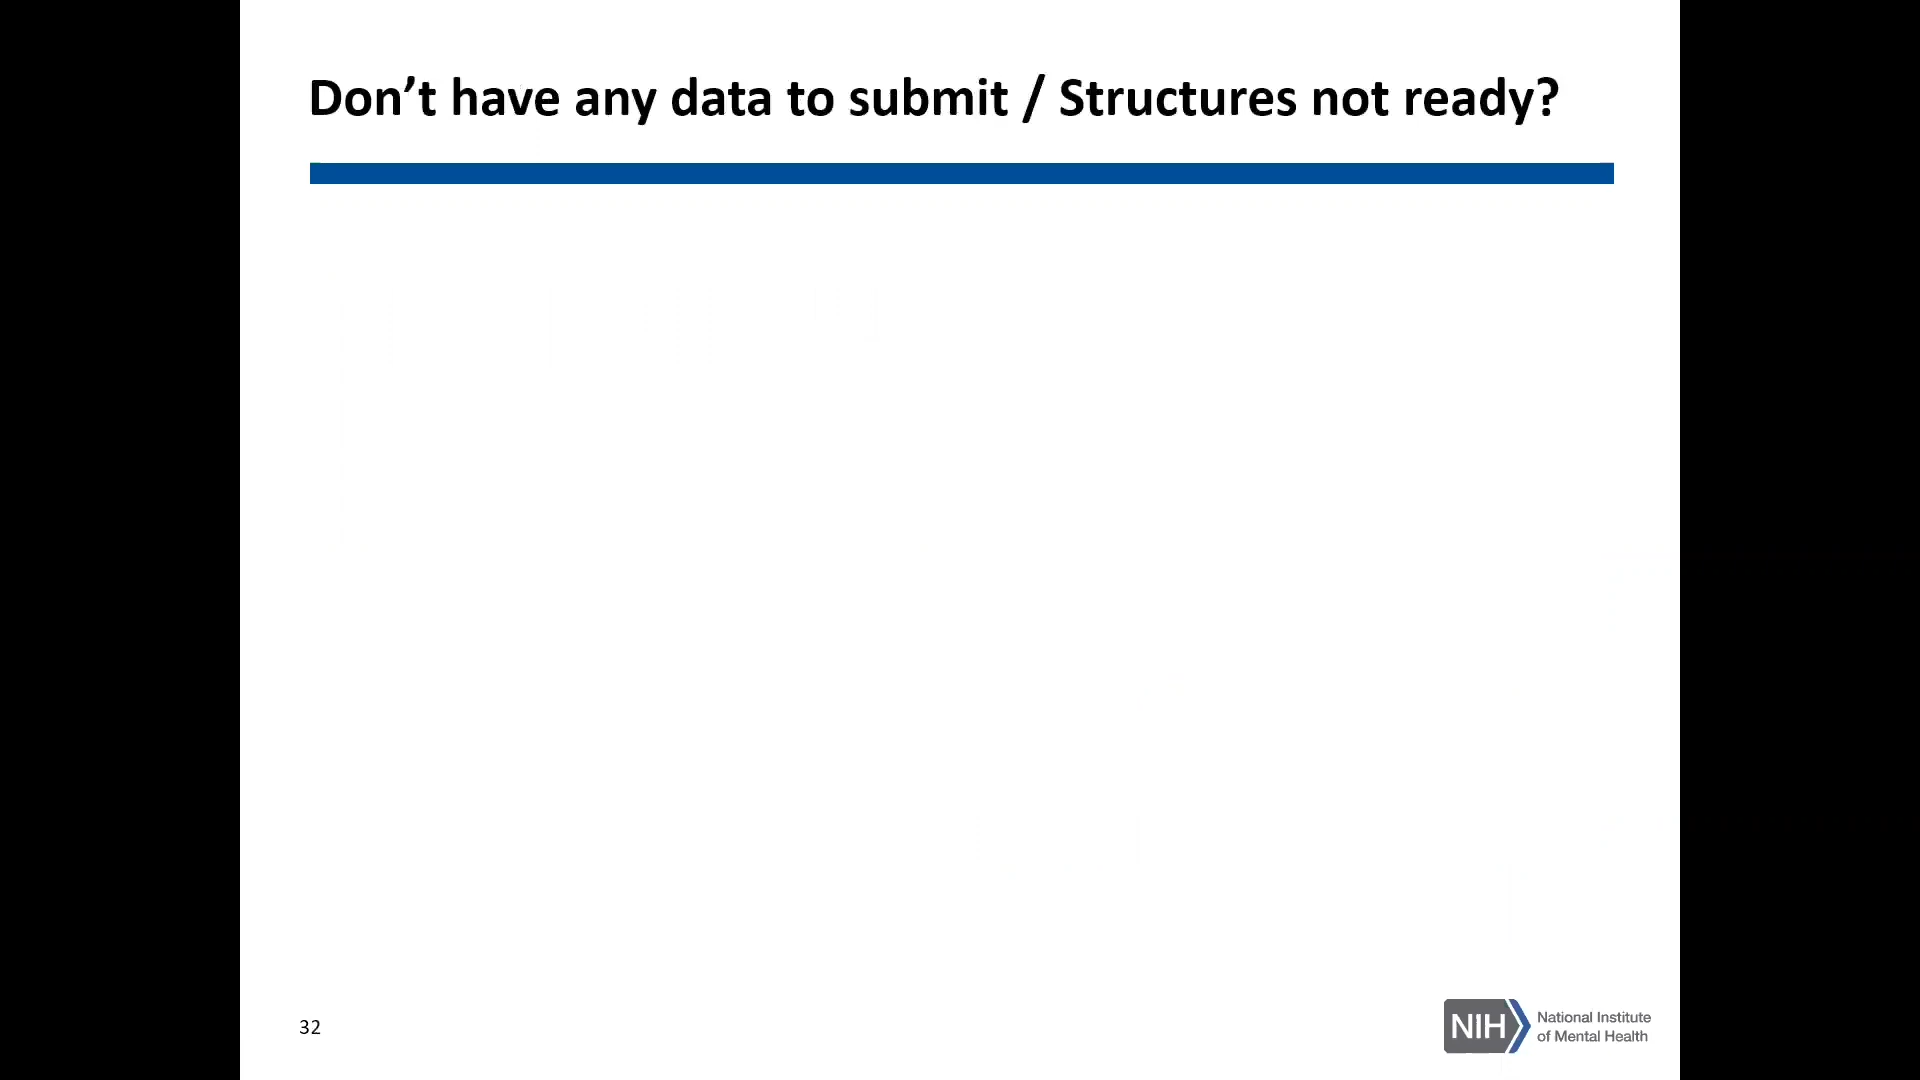 Don’t have any data to submit / Structures not ready?
32
NIH
National Institute
of Mental Health